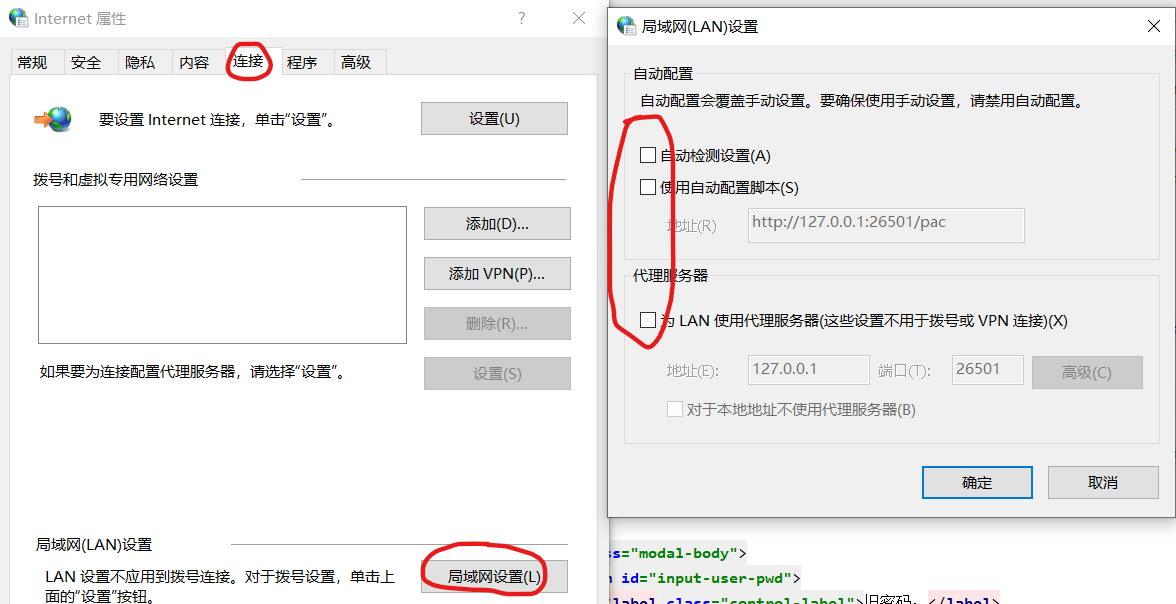 Internet 属性
?
常规 安全 隐私 内容 连接 程序 高级
要设置 Internet 连接，单击“设置”。
设置(U)
拨号和虚拟专用网络设置
添加(D)...
添加 VPN(P)...
删除(R)...
如果要为连接配置代理服务器，请选择“设置”。
设置(S)
局域网(LAN)设置
LAN 设置不应用到拨号连接。对于拨号设置，单击上
面的“设置”按钮。
局域网设置(L)
局域网(LAN)设置
自动配置
自动配置会覆盖手动设置。要确保使用手动设置，请禁用自动配置。
自动检测设置(A)
使用自动配置脚本(S)
地址(R) http://127.0.0.1:26501/pac
代理服务器
为 LAN 使用代理服务器(这些设置不用于拨号或 VPN 连接)(X)
地址(E): 127.0.0.1 端口(T): 26501 高级(C)
对于本地地址不使用代理服务器(B)
确定 取消
ss="modal-body">
id="input-user-pwd">
label class="control-label">旧密码：</label>